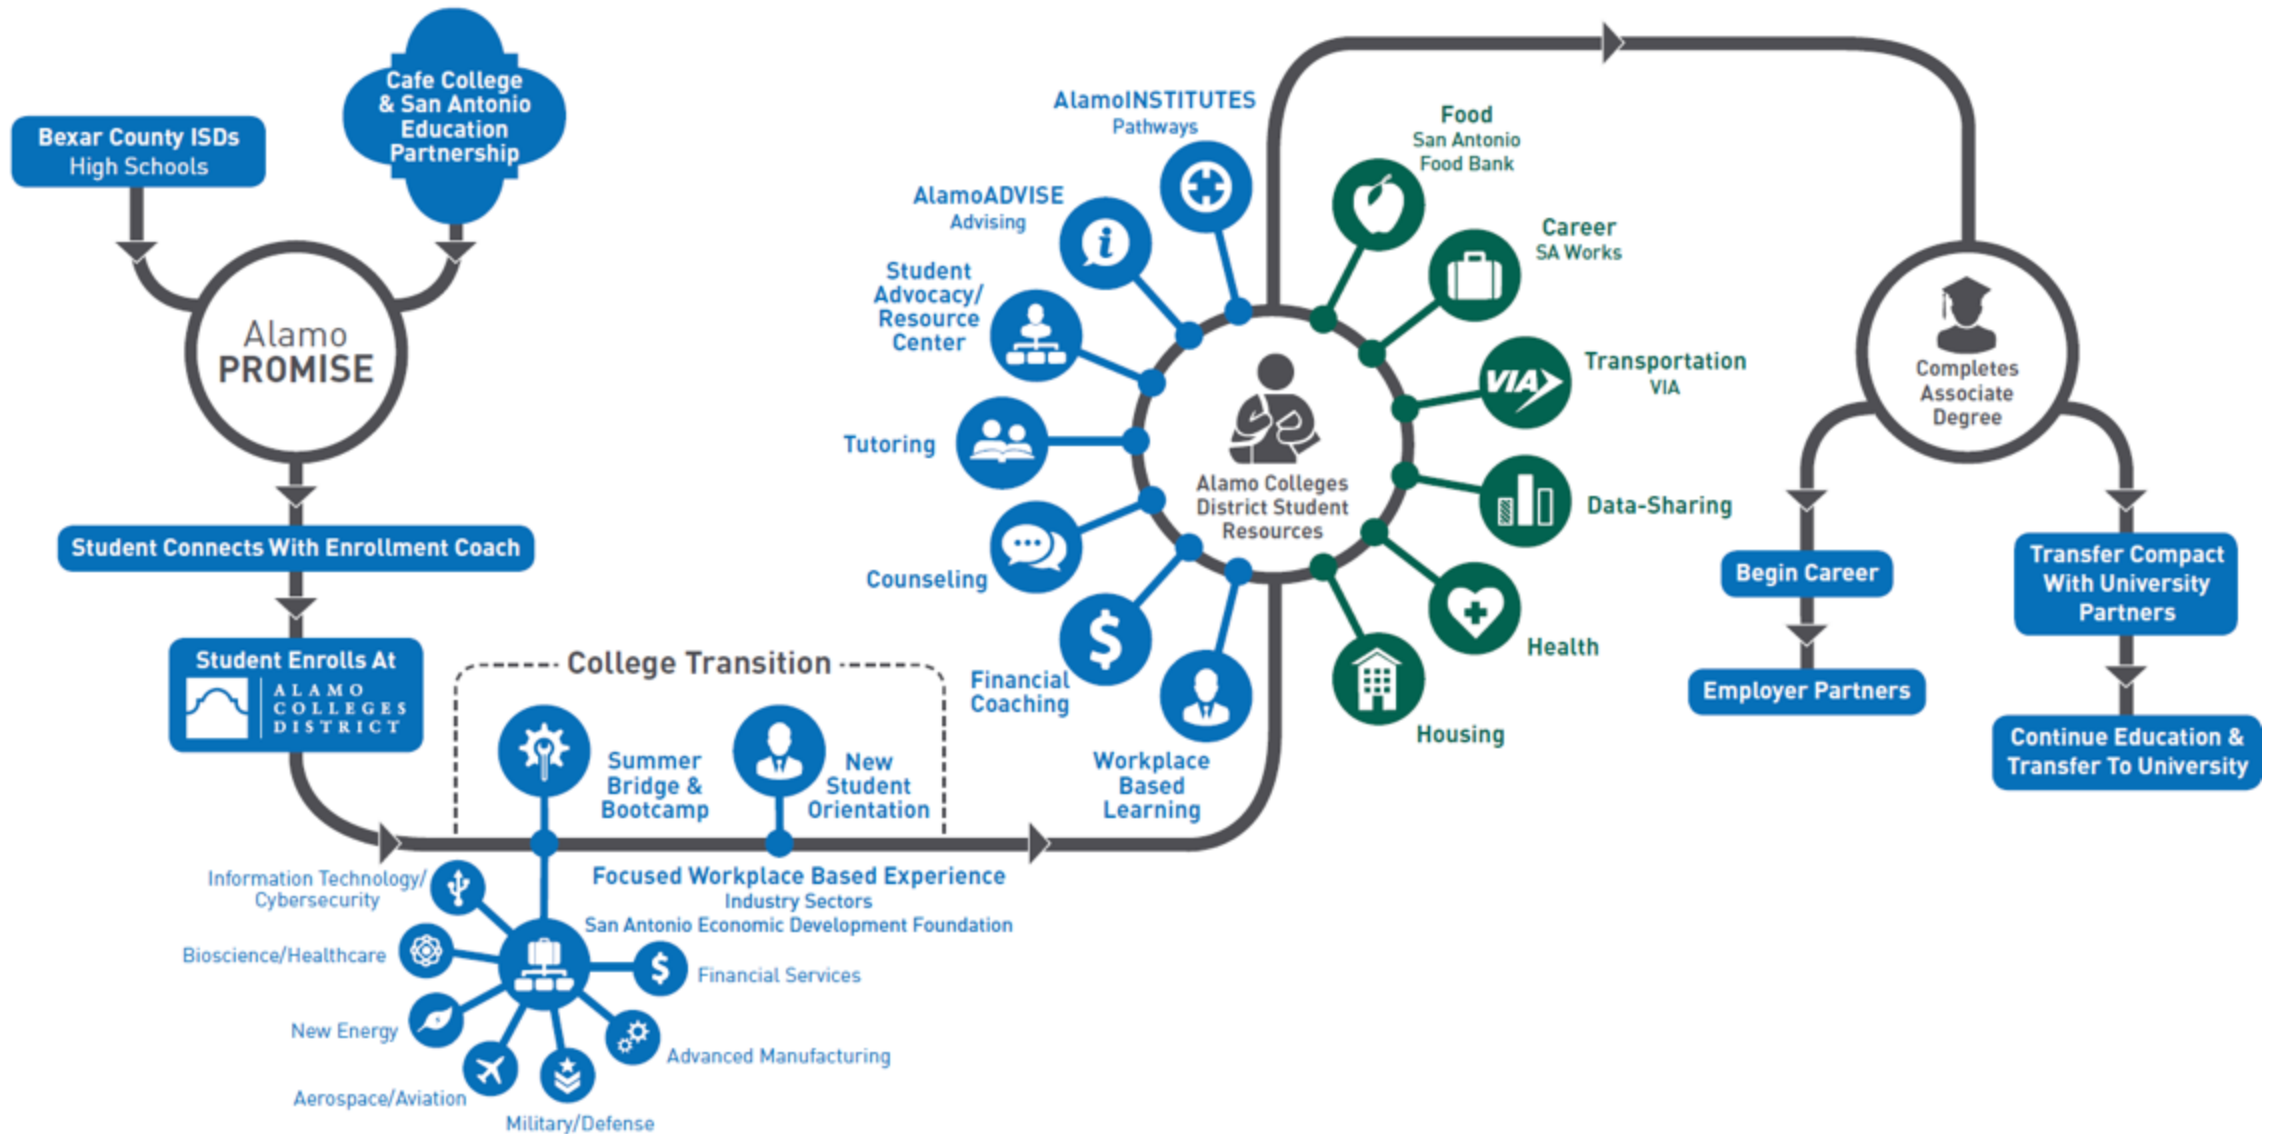 Bexar County ISDs
High Schools
Cafe College
& San Antonio
Education
Partnership
Alamo
PROMISE
Student Connects With Enrollment Coach
Student Enrolls At
ALAMO
COLLEGES
DISTRICT
College Transition
Summer
Bridge &
Bootcamp
New
Student
Orientation
Focused Workplace Based Experience
Industry Sectors
San Antonio Economic Development Foundation
Information Technology/
Cybersecurity
Bioscience/Healthcare
New Energy
Aerospace/Aviation
Military/Defense
Advanced Manufacturing
Financial Services
AlamoINSTITUTES
Pathways
AlamoADVISE
Advising
Student
Advocacy/
Resource
Center
Tutoring
Counseling
Financial
Coaching
Workplace
Based
Learning
Alamo Colleges
District Student
Resources
Food
San Antonio
Food Bank
Career
SA Works
VIA
Transportation
VIA
Data-Sharing
Health
Housing
Completes
Associate
Degree
Begin Career
Employer Partners
Transfer Compact
With University
Partners
Continue Education &
Transfer To University